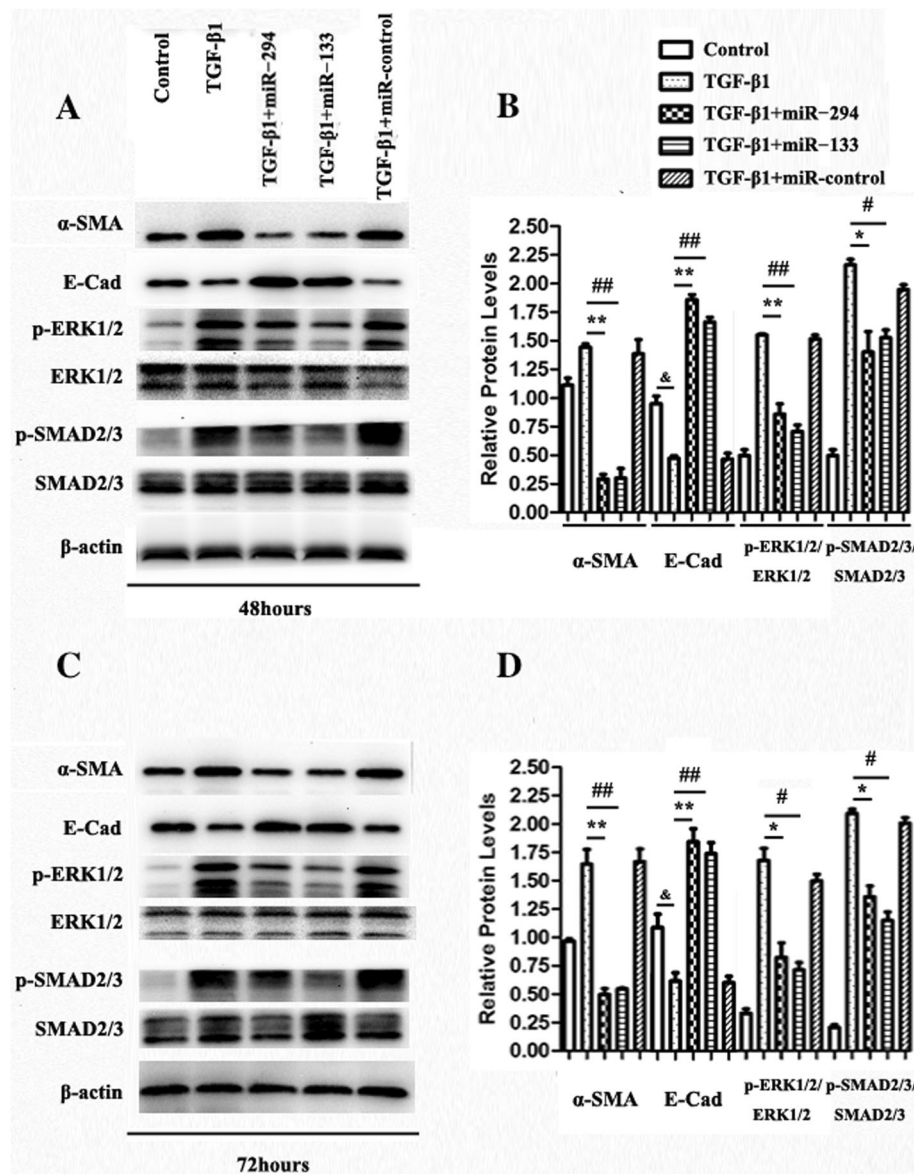 A
Control
TGF-β1
TGF-β1+miR−294
TGF-β1+miR−133
TGF-β1+miR-control
α-SMA
E-Cad
p-ERK1/2
ERK1/2
p-SMAD2/3
SMAD2/3
β-actin
48hours
B
Control
TGF-β1
TGF-β1+miR−294
TGF-β1+miR−133
TGF-β1+miR-control
Relative Protein Levels
2.50
2.25
2.00
1.75
1.50
1.25
1.00
0.75
0.50
0.25
0.00
##
**
&
##
**
##
**
#
*
α-SMA
E-Cad
p-ERK1/2/
ERK1/2
p-SMAD2/3/
SMAD2/3
C
α-SMA
E-Cad
p-ERK1/2
ERK1/2
p-SMAD2/3
SMAD2/3
β-actin
72hours
D
Relative Protein Levels
2.50
2.25
2.00
1.75
1.50
1.25
1.00
0.75
0.50
0.25
0.00
##
**
&
##
**
#
*
#
*
α-SMA
E-Cad
p-ERK1/2/
ERK1/2
p-SMAD2/3/
SMAD2/3